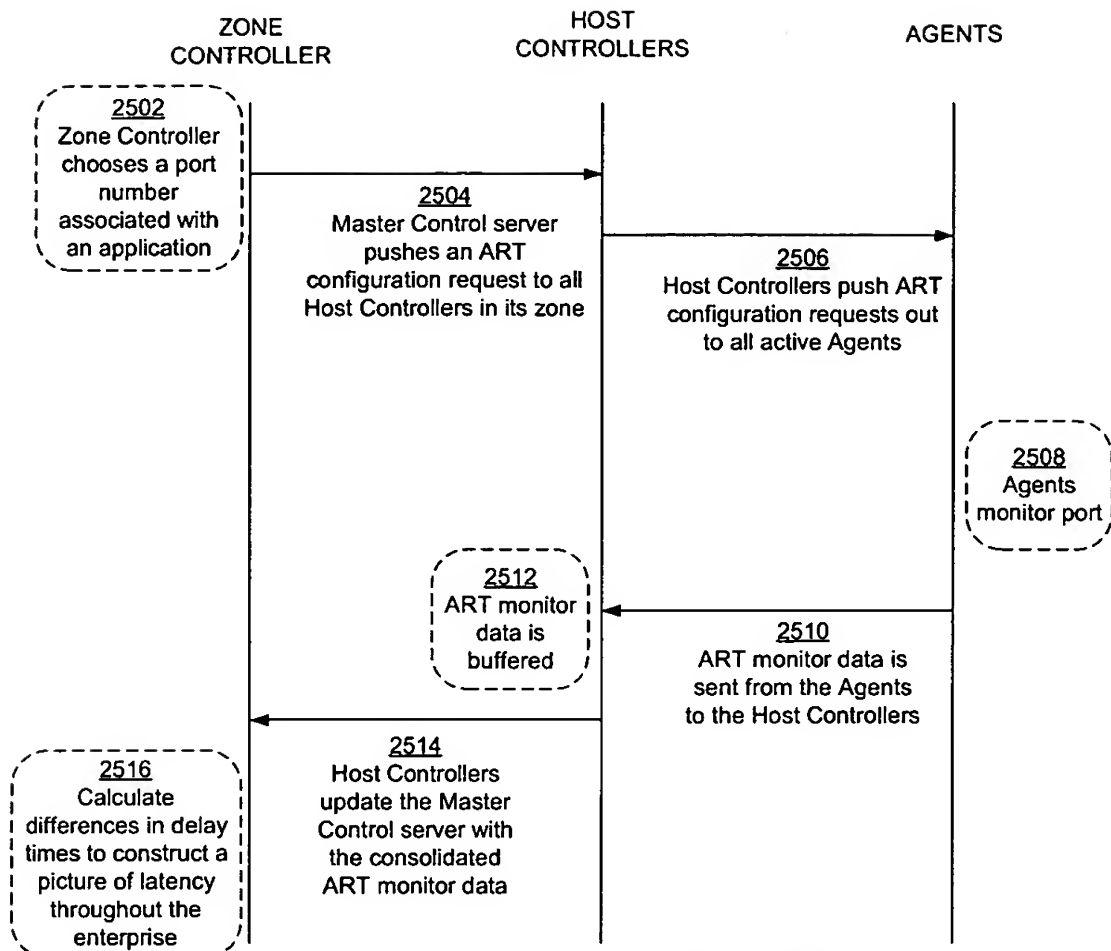 ZONE
CONTROLLER
HOST
CONTROLLERS
AGENTS
2502
Zone Controller
chooses a port
number
associated with
an application
2504
Master Control server
pushes an ART
configuration request to all
Host Controllers in its zone
2506
Host Controllers push ART
configuration requests out
to all active Agents
2508
Agents
monitor port
2510
ART monitor data is
sent from the Agents
to the Host Controllers
2512
ART monitor
data is
buffered
2514
Host Controllers
update the Master
Control server with
the consolidated
ART monitor data
2516
Calculate
differences in delay
times to construct a
picture of latency
throughout the
enterprise